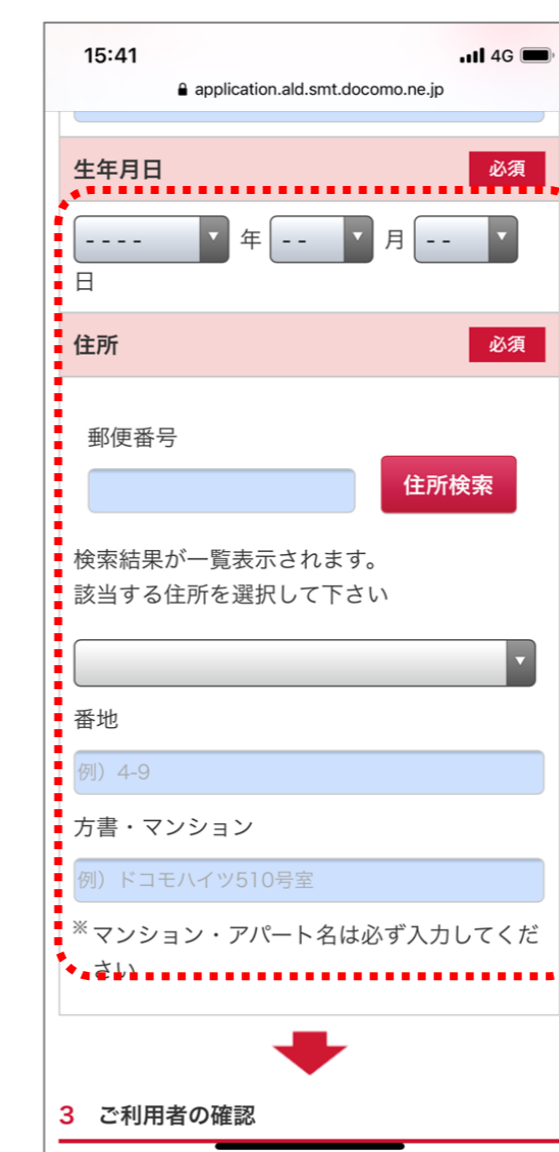 15:41 4G
application.ald.smt.docomo.ne.jp
生年月日 必須
---- 年 -- 月 --
日
住所 必須
郵便番号
住所検索
検索結果が一覧表示されます。
該当する住所を選択して下さい
番地
例）4-9
方書・マンション
例）ドコモハイツ510号室
※マンション・アパート名は必ず入力してくだ
さい
3 ご利用者の確認